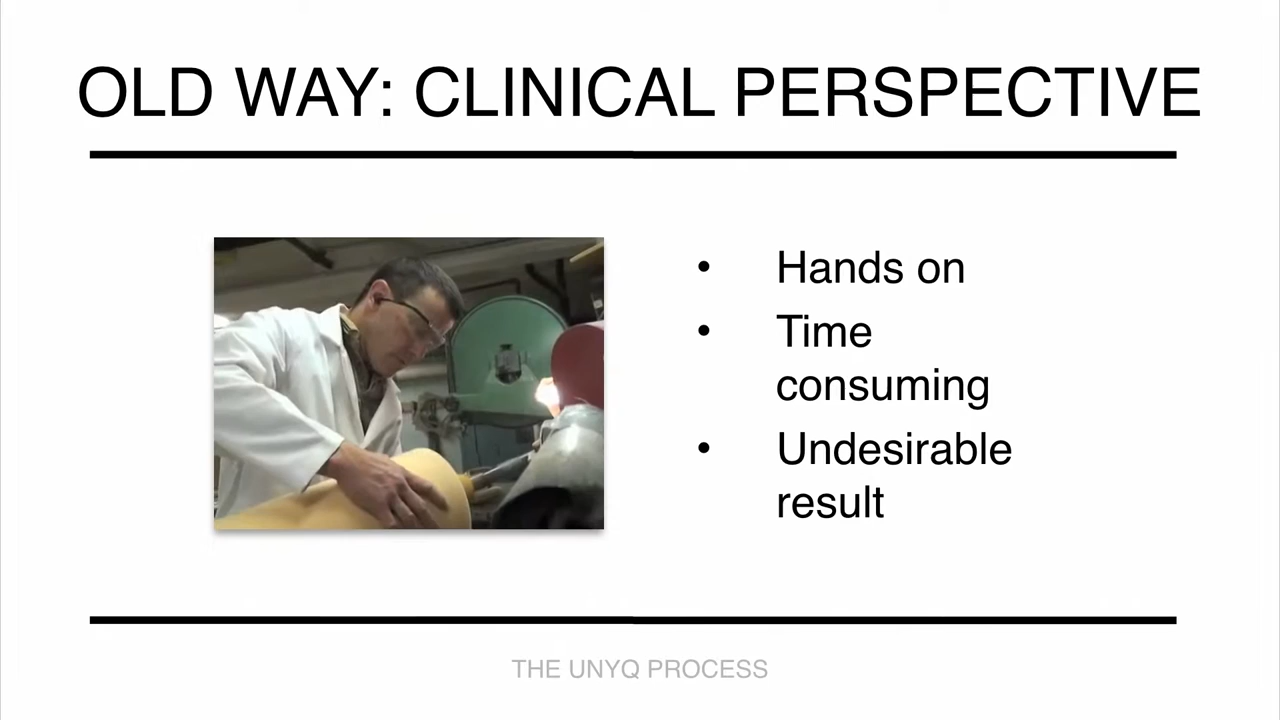 OLD WAY: CLINICAL PERSPECTIVE
• Hands on
• Time
consuming
• Undesirable
result
THE UNYQ PROCESS